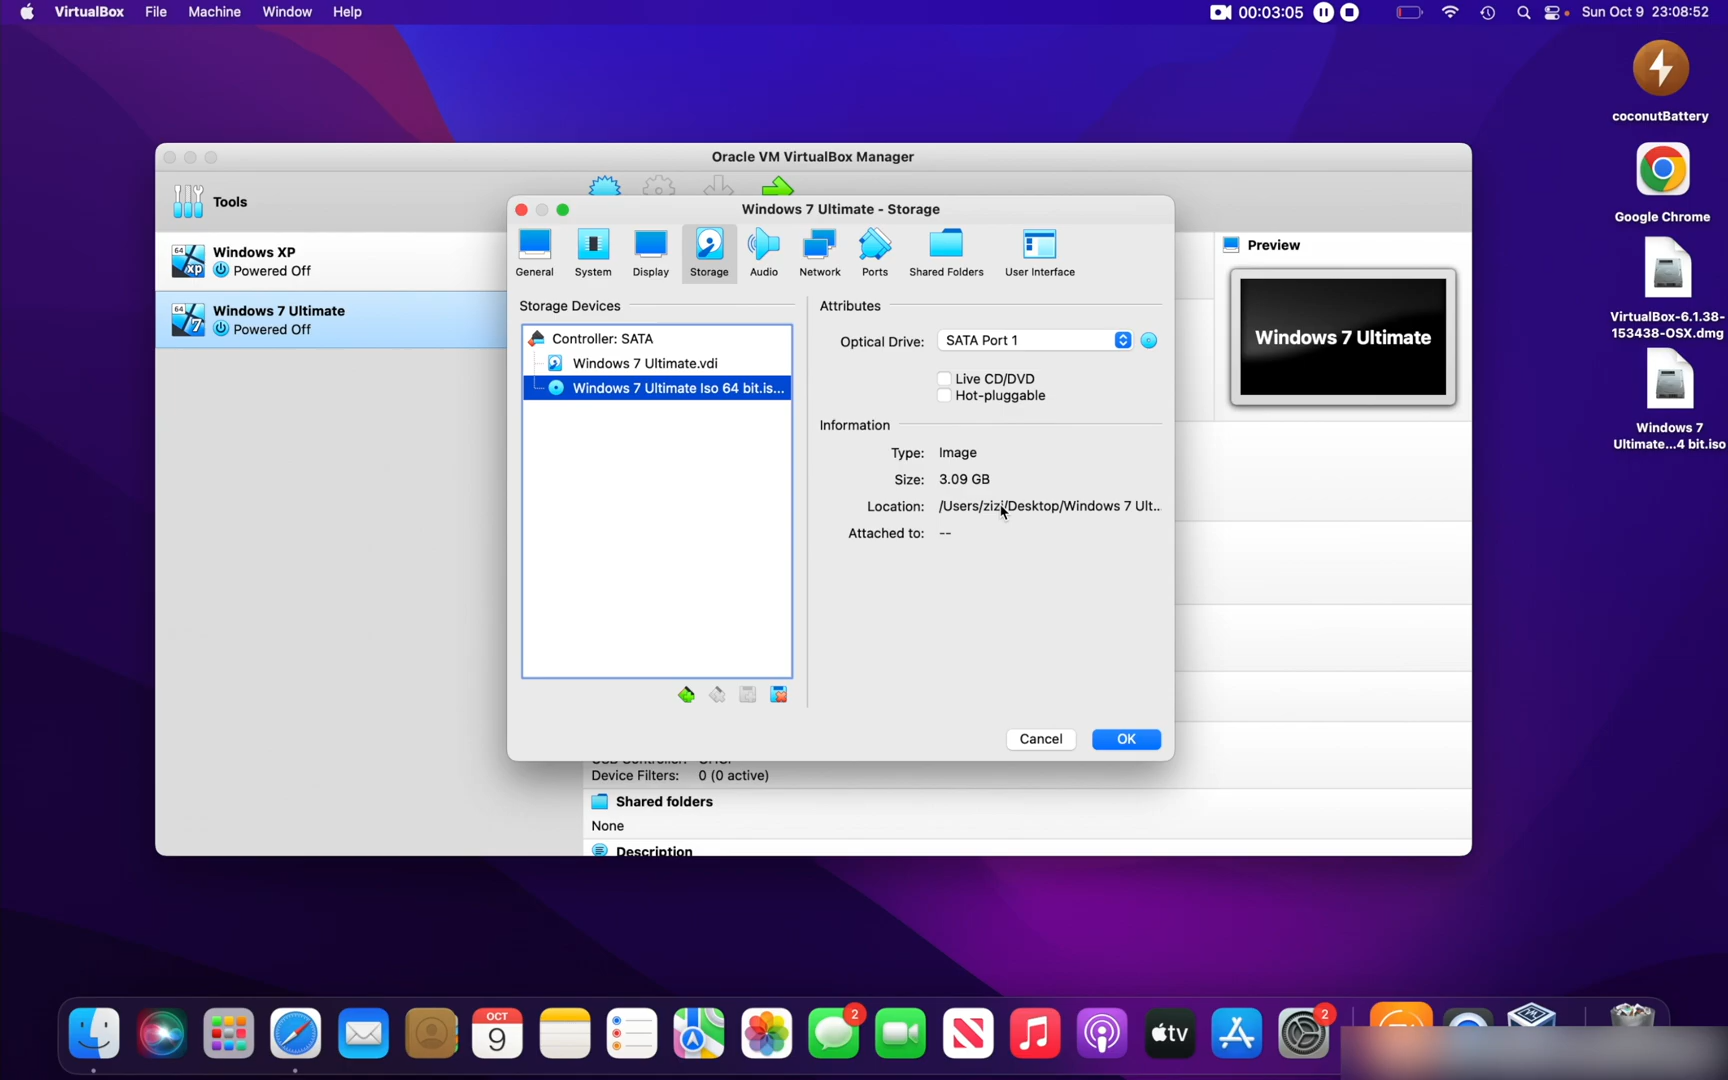 VirtualBox File Machine Window Help
00:03:05
Sun Oct 9 23:08:52
coconutBattery
Google Chrome
VirtualBox-6.1.38-
153438-OSX.dmg
Windows 7
Ultimate...4 bit.iso
Oracle VM VirtualBox Manager
Tools
64
xp
Windows XP
Powered Off
64
7
Windows 7 Ultimate
Powered Off
Windows 7 Ultimate - Storage
General System Display Storage Audio Network Ports Shared Folders User Interface
Storage Devices
Controller: SATA
Windows 7 Ultimate.vdi
Windows 7 Ultimate Iso 64 bit.is...
Attributes
Optical Drive: SATA Port 1
Live CD/DVD
Hot-pluggable
Information
Type: Image
Size: 3.09 GB
Location: /Users/zizi/Desktop/Windows 7 Ult...
Attached to: --
Cancel OK
Preview
Windows 7 Ultimate
Device Filters: 0 (0 active)
Shared folders
None
Description
OCT
9
2
tv
2